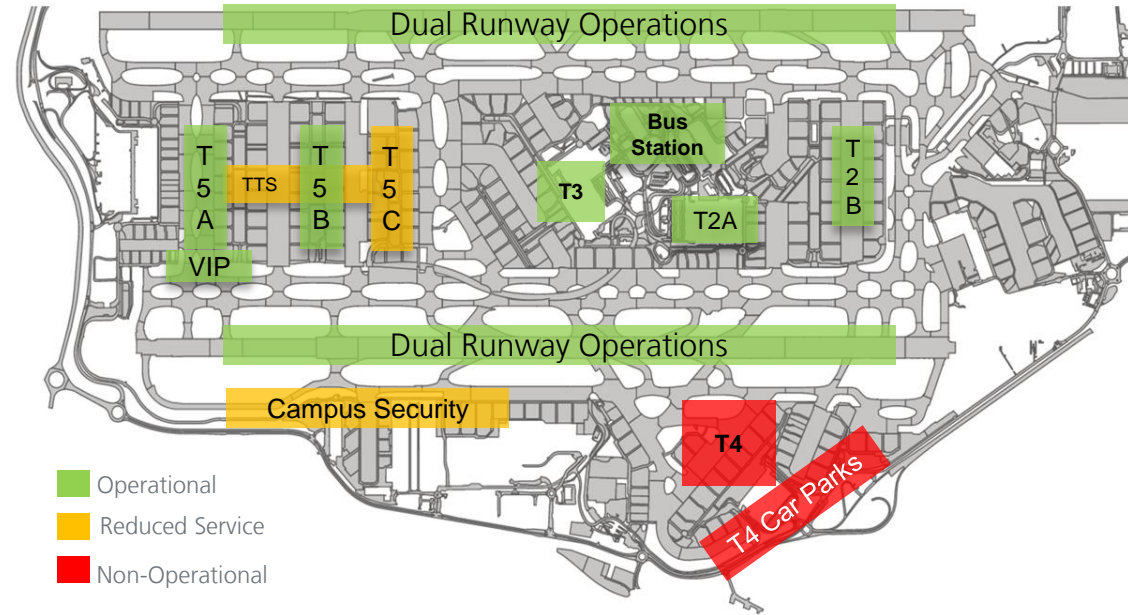 Dual Runway Operations
Bus
Station
T
5
A
TTS
T
5
B
T
5
C
T3
T2A
T
2
B
VIP
Dual Runway Operations
Campus Security
T4
T4 Car Parks
Operational
Reduced Service
Non-Operational